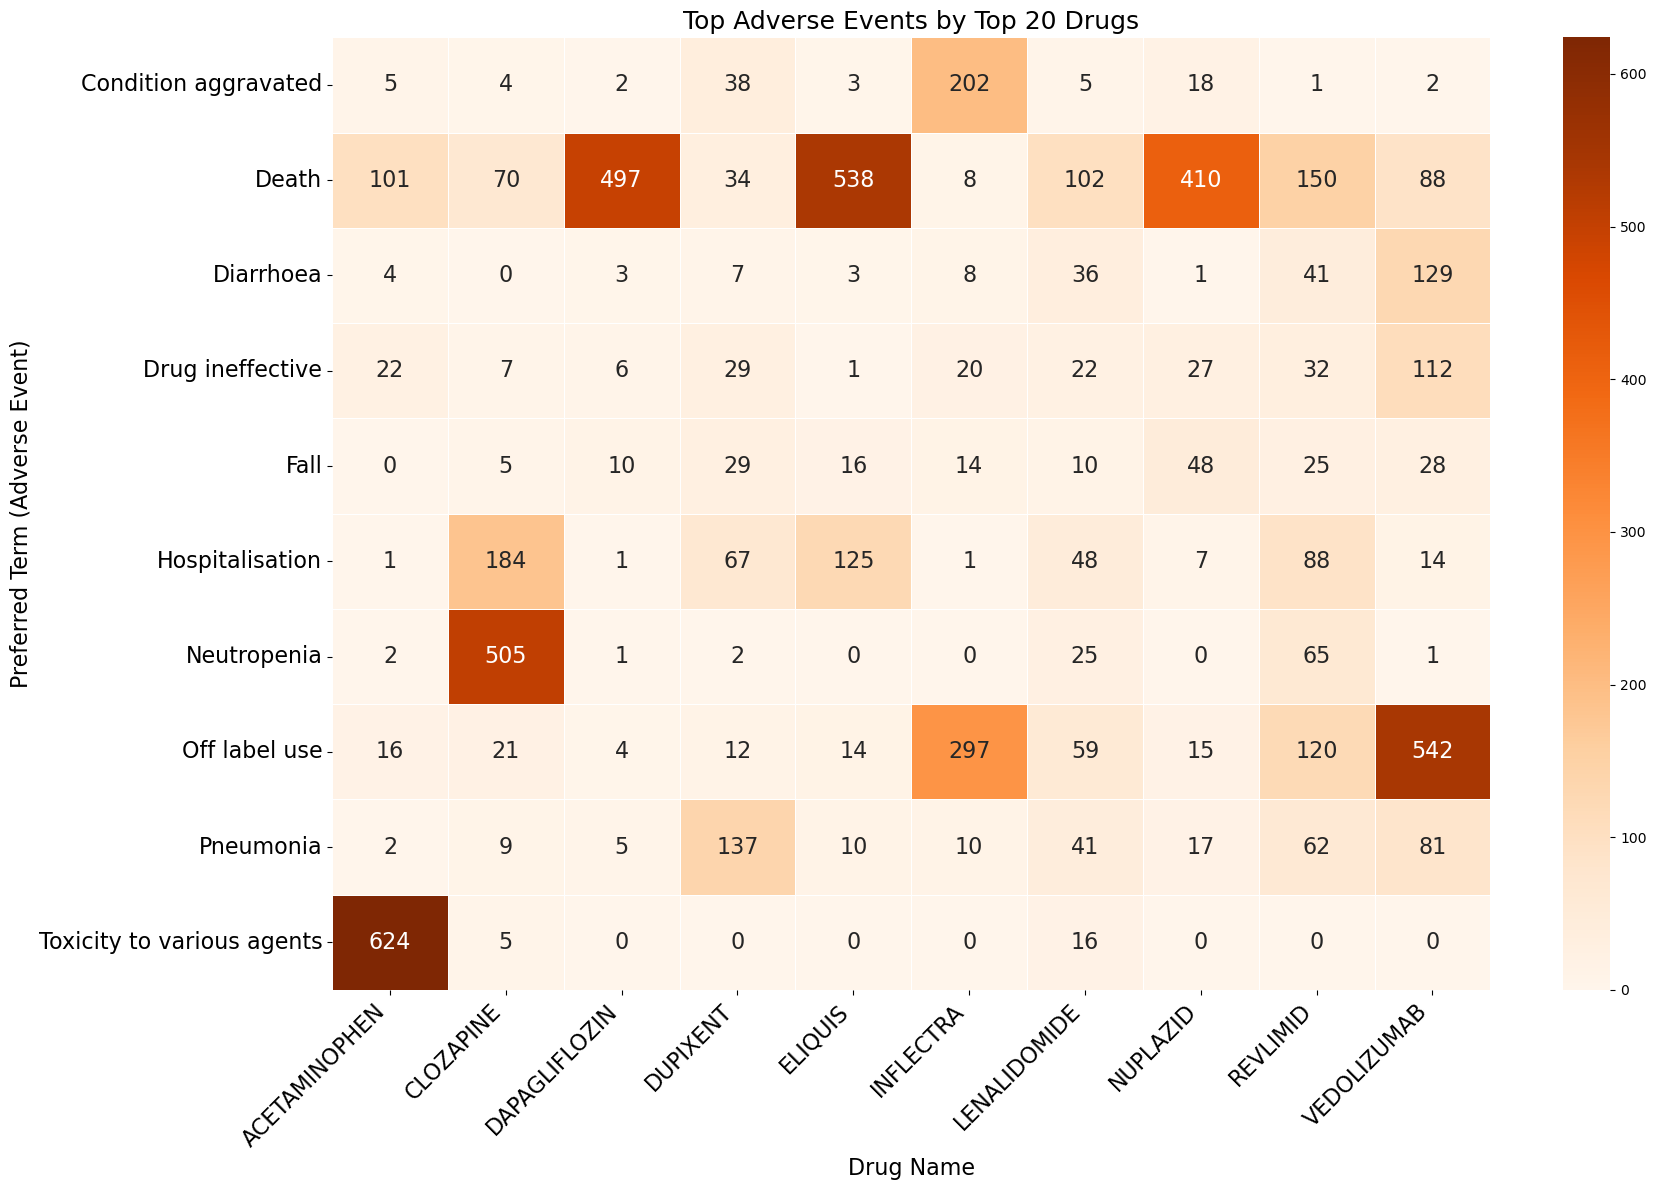 Top Adverse Events by Top 20 Drugs
Preferred Term (Adverse Event)
Condition aggravated 5 4 2 38 3 202 5 18 1 2
Death 101 70 497 34 538 8 102 410 150 88
Diarrhoea 4 0 3 7 3 8 36 1 41 129
Drug ineffective 22 7 6 29 1 20 22 27 32 112
Fall 0 5 10 29 16 14 10 48 25 28
Hospitalisation 1 184 1 67 125 1 48 7 88 14
Neutropenia 2 505 1 2 0 0 25 0 65 1
Off label use 16 21 4 12 14 297 59 15 120 542
Pneumonia 2 9 5 137 10 10 41 17 62 81
Toxicity to various agents 624 5 0 0 0 0 16 0 0 0
ACETAMINOPHEN
CLOZAPINE
DAPAGLIFLOZIN
DUPIXENT
ELIQUIS
INFLECTRA
LENALIDOMIDE
NUPLAZID
REVLIMID
VEDOLIZUMAB
Drug Name
600
500
400
300
200
100
0